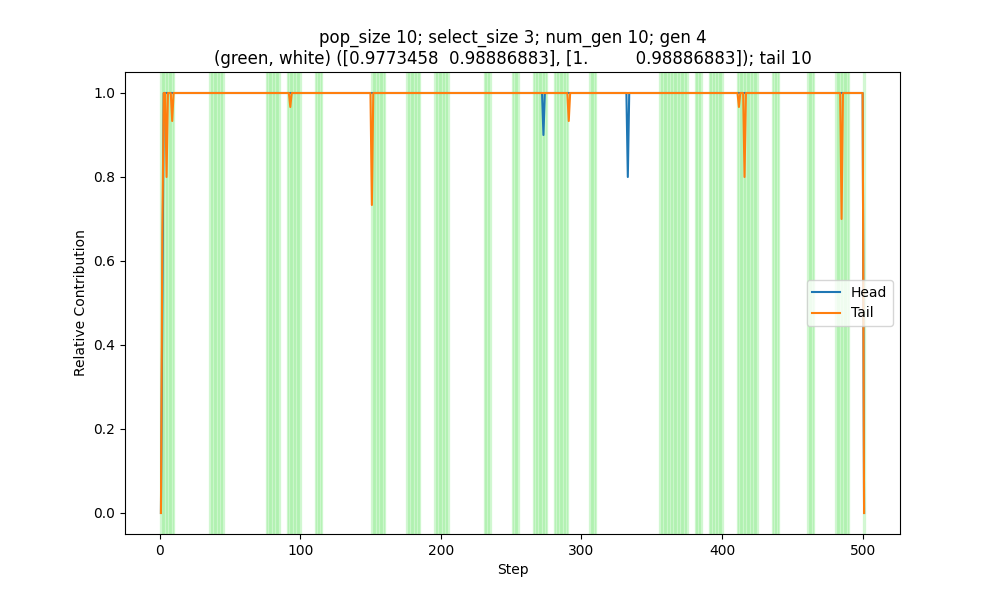 pop_size 10; select_size 3; num_gen 10; gen 4
(green, white) ([0.9773458  0.98886883], [1.         0.98886883]); tail 10
Relative Contribution
1.0
0.8
0.6
0.4
0.2
0.0
Head
Tail
0 100 200 300 400 500
Step